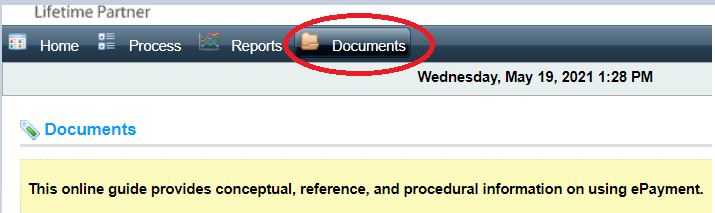 Lifetime Partner
Home Process Reports Documents
Wednesday, May 19, 2021 1:28 PM
Documents
This online guide provides conceptual, reference, and procedural information on using ePayment.